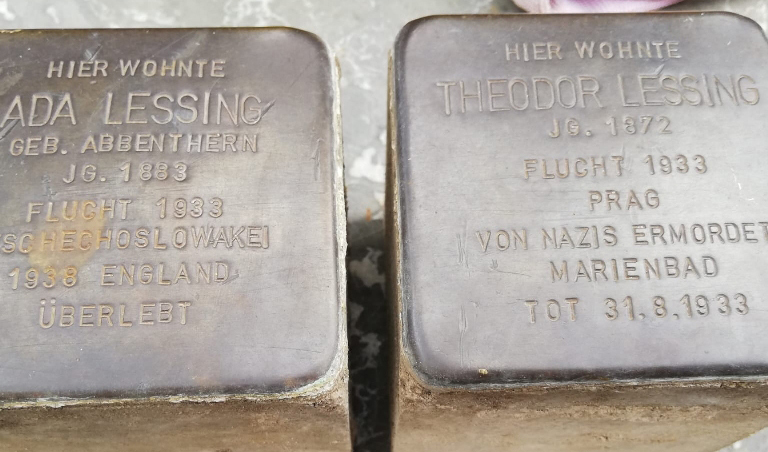 HIER WOHNTE
ADA LESSING
GEB. ABBENTHERN
JG. 1883
FLUCHT 1933
SCHECHOSLOWAKEI
1938 ENGLAND
ÜBERLEBT
HIER WOHNTE
THEODOR LESSING
JG. 1872
FLUCHT 1933
PRAG
VON NAZIS ERMORDET
MARIENBAD
TOT 31.8.1933